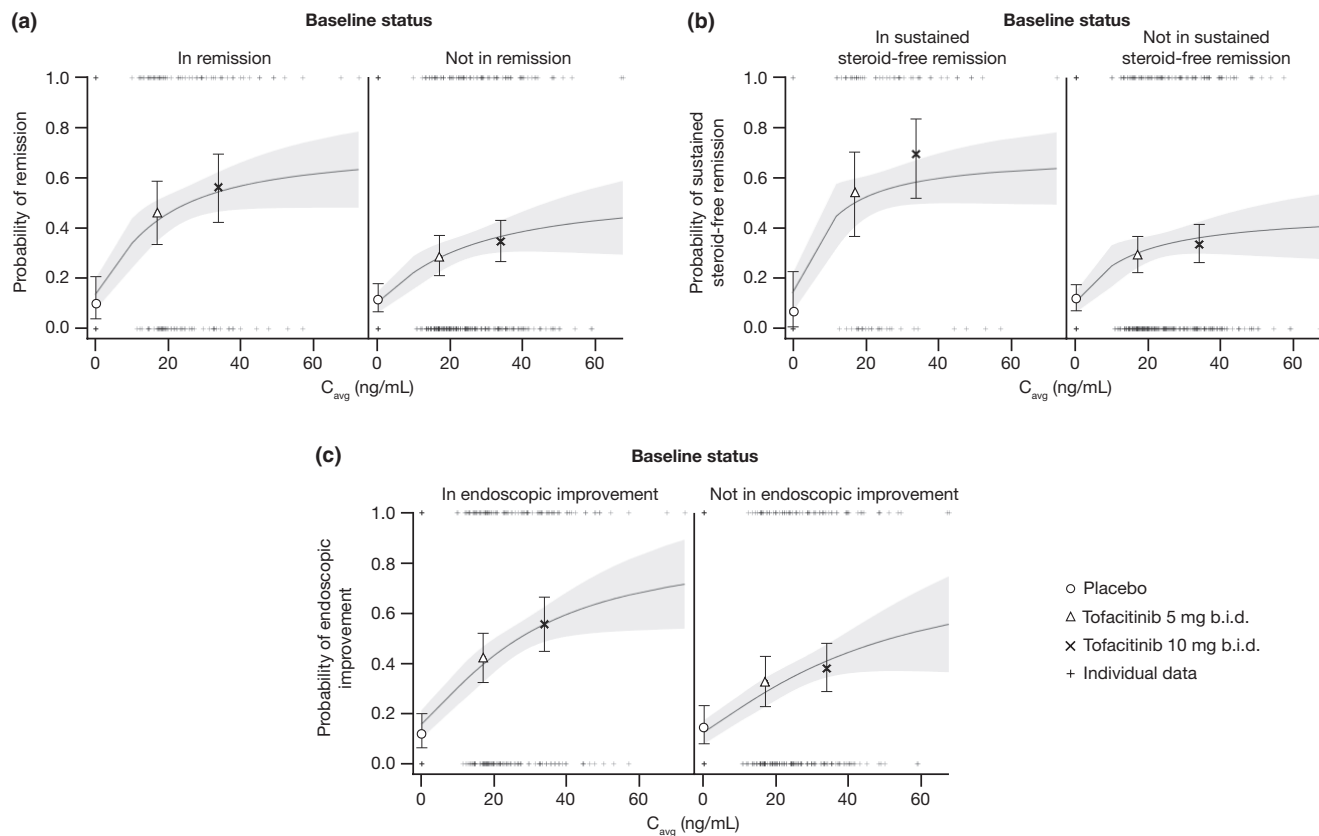 (a)
Baseline status
In remission
Not in remission
Probability of remission
1.0
0.8
0.6
0.4
0.2
0.0
0 20 40 60 0 20 40 60
Cavg (ng/mL)
(b)
Baseline status
In sustained
steroid-free remission
Not in sustained
steroid-free remission
Probability of sustained
steroid-free remission
1.0
0.8
0.6
0.4
0.2
0.0
0 20 40 60 0 20 40 60
Cavg (ng/mL)
(c)
Baseline status
In endoscopic improvement
Not in endoscopic improvement
Probability of endoscopic
improvement
1.0
0.8
0.6
0.4
0.2
0.0
0 20 40 60 0 20 40 60
Cavg (ng/mL)
Placebo
Tofacitinib 5 mg b.i.d.
Tofacitinib 10 mg b.i.d.
Individual data